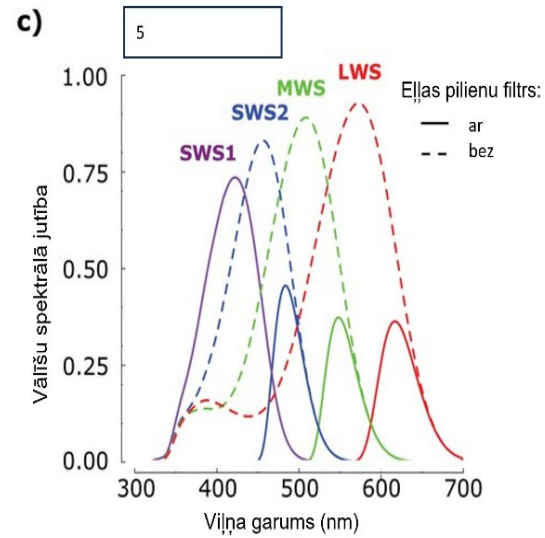 c)
5
LWS
MWS
SWS2
SWS1
Eļļas pilienu filtrs:
ar
bez
Vālīšu spektrālā jutība
1.00
0.75
0.50
0.25
0.00
300 400 500 600 700
Viļņa garums (nm)